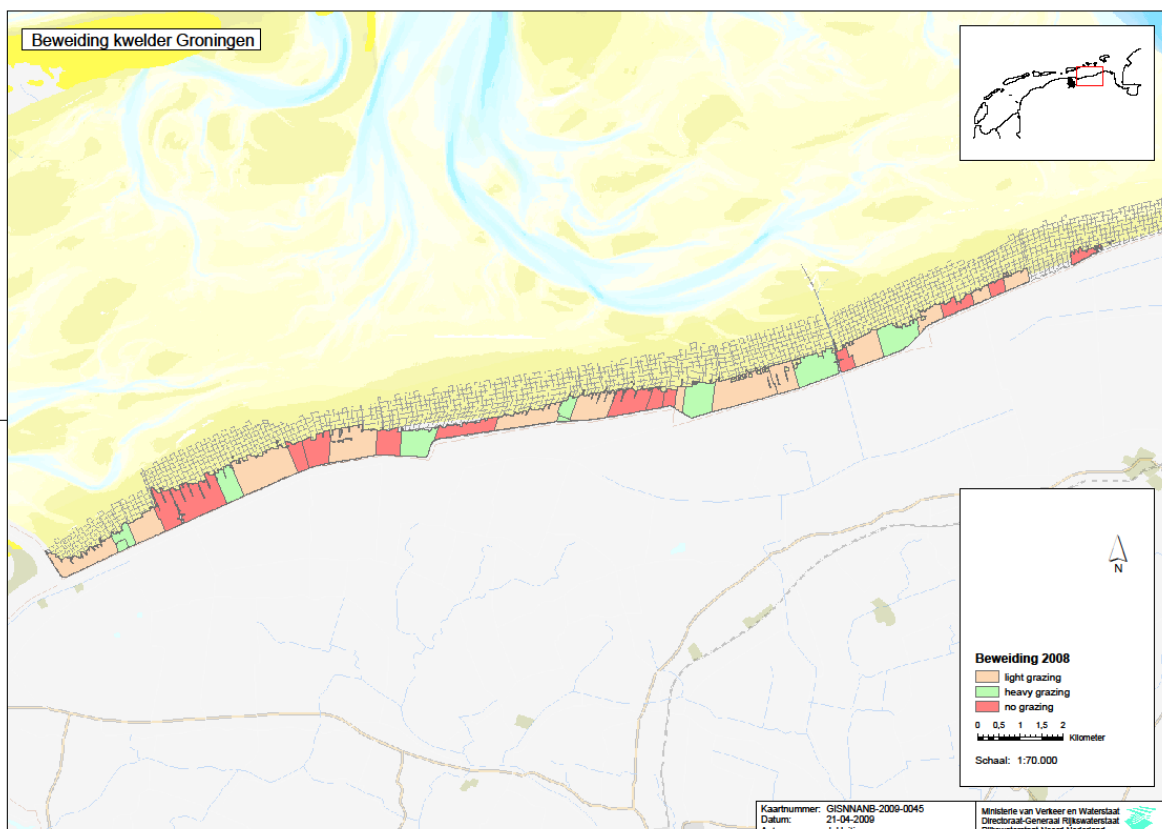 Beweiding kwelder Groningen
N
Beweiding 2008
light grazing
heavy grazing
no grazing
0 0,5 1 1,5 2
Kilometer
Schaal: 1:70.000
Kaartnummer: GISNNANB-2009-0045
Datum: 21-04-2009
Ministerie van Verkeer en Waterstaat
Directoraat-Generaal Rijkswaterstaat